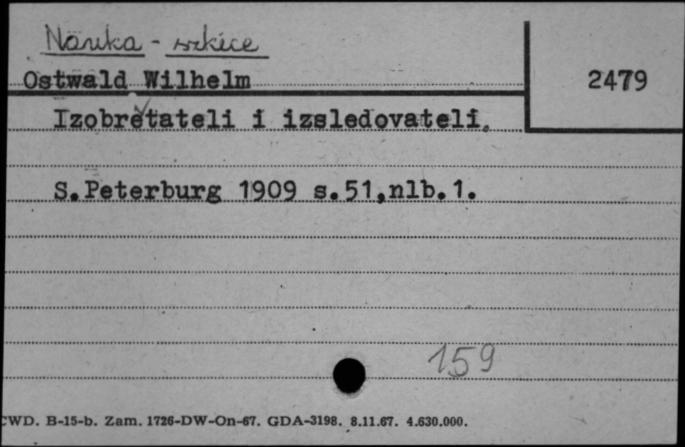 Nauka - szkice
Ostwald Wilhelm
2479
Izobretateli i izsledovateli.
S.Peterburg 1909 s.51,nlb.1.
159
CWD. B-15-b. Zam. 1726-DW-On-67. GDA-3198. 8.11.67. 4.630.000.